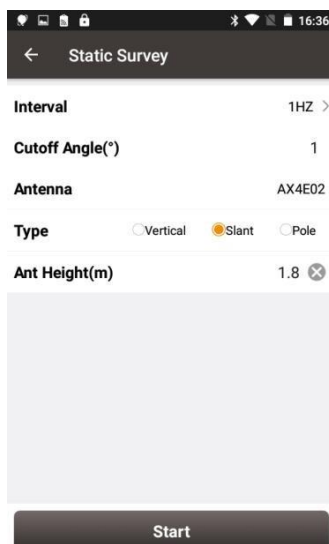 16:36
Static Survey
Interval 1HZ
Cutoff Angle(°) 1
Antenna AX4E02
Type Vertical Slant Pole
Ant Height(m) 1.8
Start